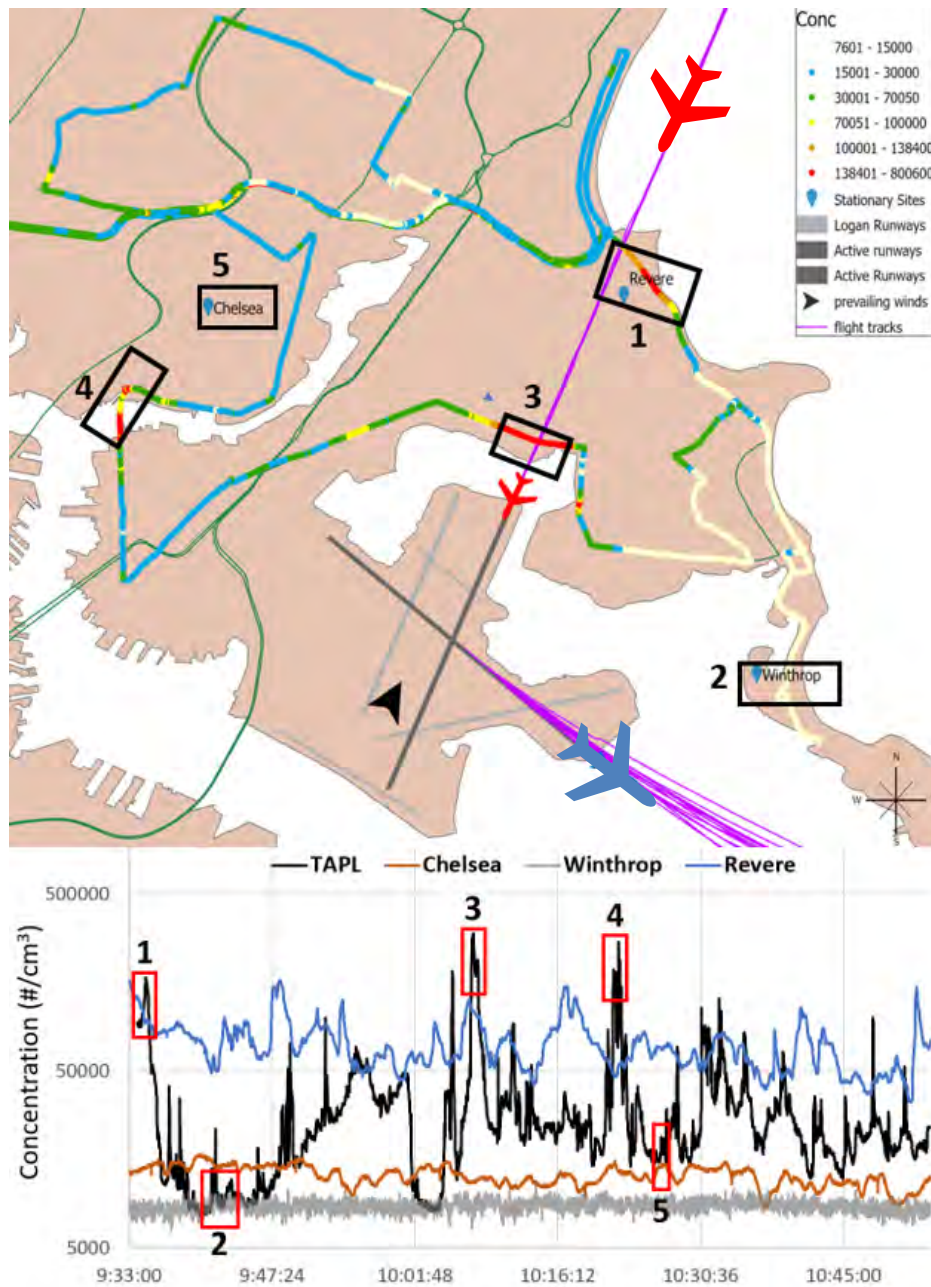 Conc
7601 - 15000
15001 - 30000
30001 - 70050
70051 - 100000
100001 - 138400
138401 - 800600
Stationary Sites
Logan Runways
Active runways
Active Runways
prevailing winds
flight tracks
5
Chelsea
Revere
1
4
3
2
Winthrop
N
W
S
TAPL Chelsea Winthrop Revere
500000
50000
5000
Concentration (#/cm³)
1
2
3
4
5
9:33:00 9:47:24 10:01:48 10:16:12 10:30:36 10:45:00